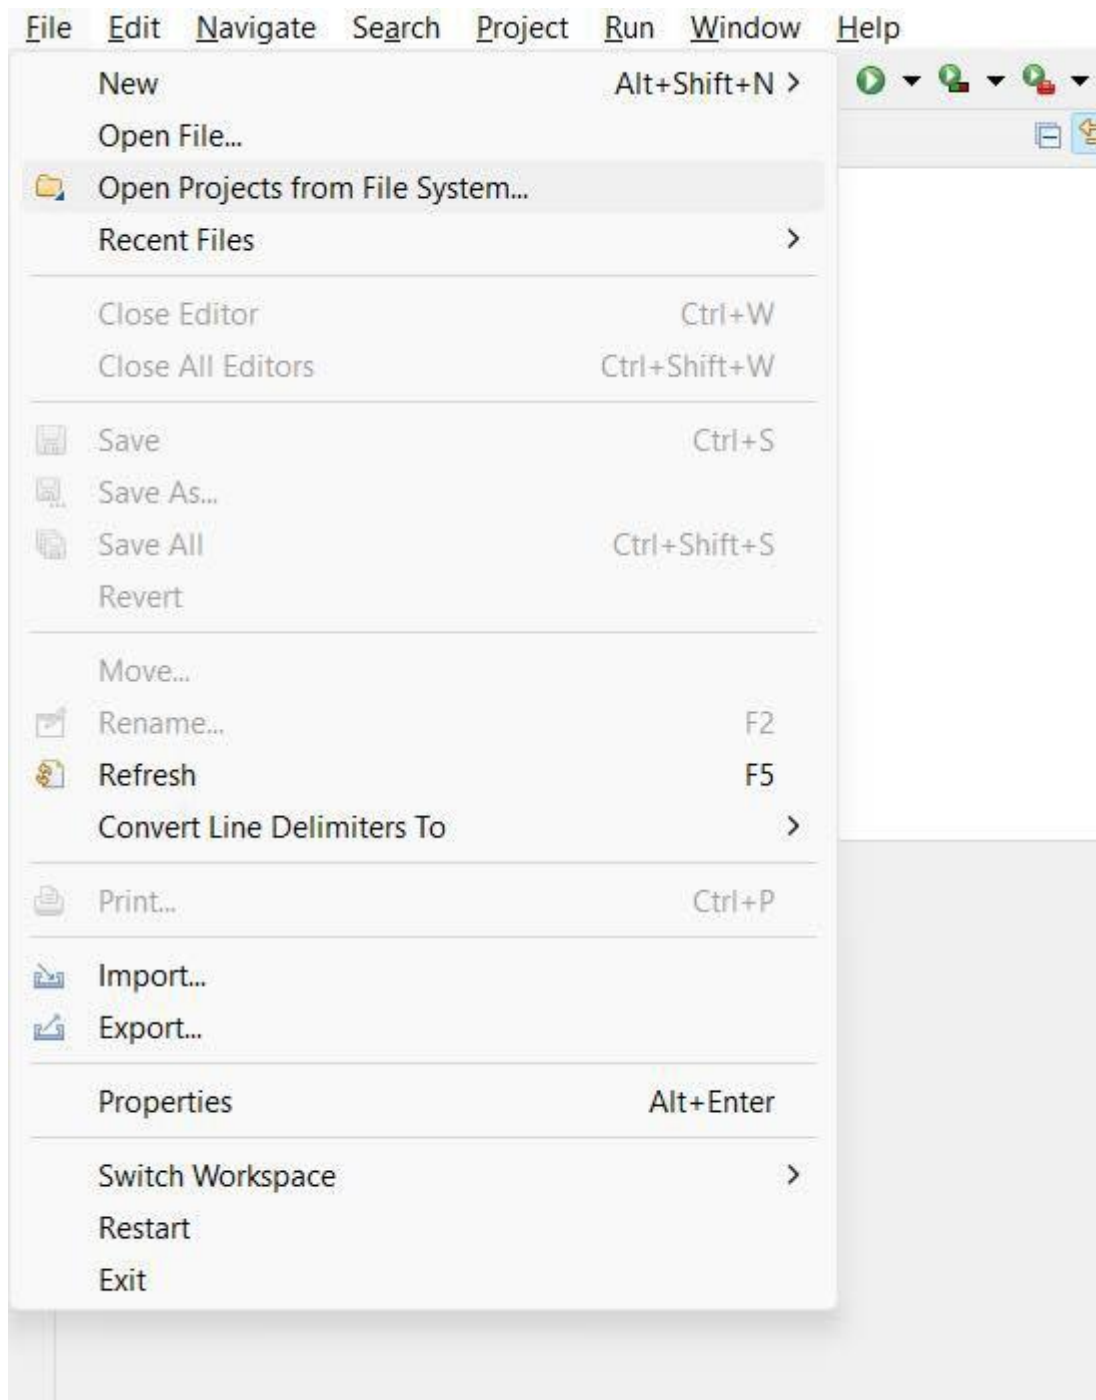 File Edit Navigate Search Project Run Window Help
New Alt+Shift+N >
Open File...
Open Projects from File System...
Recent Files >
Close Editor Ctrl+W
Close All Editors Ctrl+Shift+W
Save Ctrl+S
Save As...
Save All Ctrl+Shift+S
Revert
Move...
Rename... F2
Refresh F5
Convert Line Delimiters To >
Print... Ctrl+P
Import...
Export...
Properties Alt+Enter
Switch Workspace >
Restart
Exit